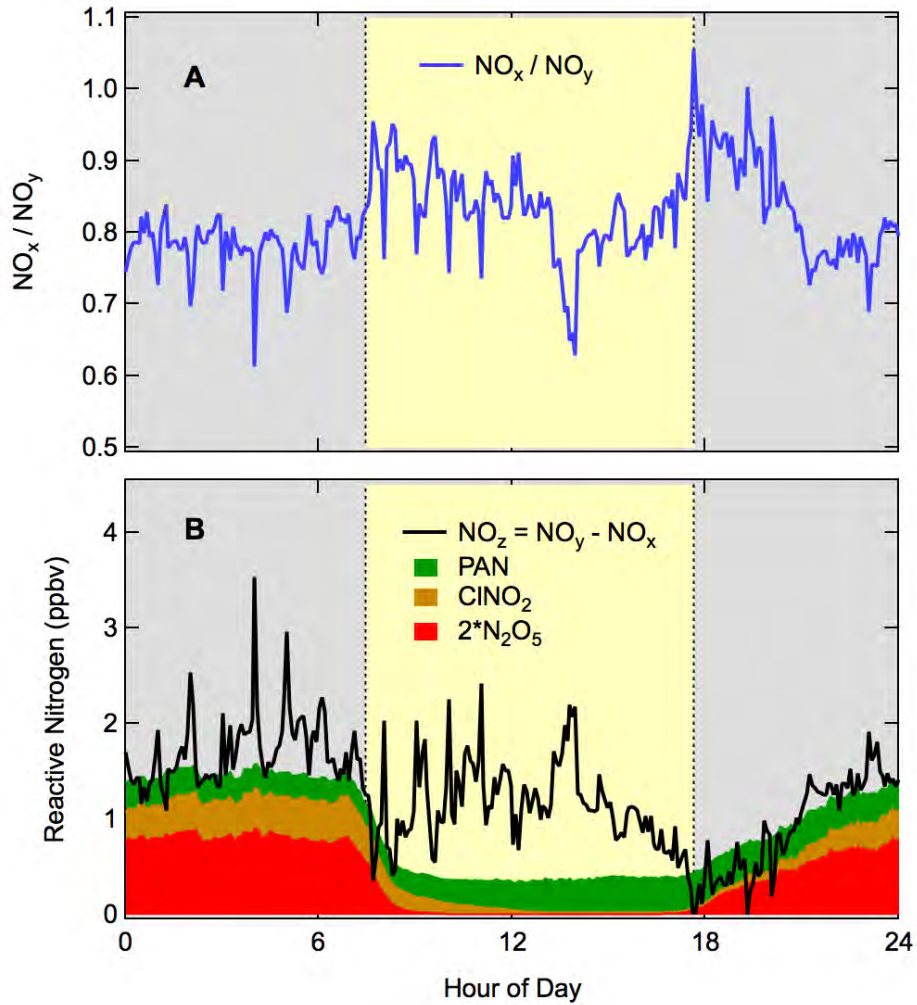 1.1
1.0
0.9
0.8
0.7
0.6
0.5
NOx / NOy
A
NOx / NOy
4
3
2
1
0
Reactive Nitrogen (ppbv)
B
NOz = NOy - NOx
PAN
ClNO2
2*N2O5
0 6 12 18 24
Hour of Day